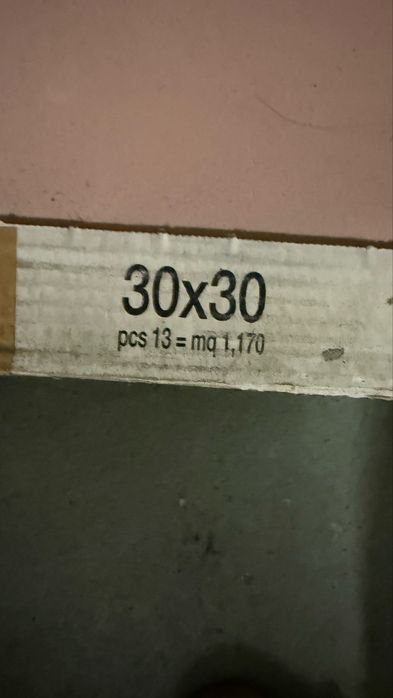 30x30
pcs 13 = mq 1,170